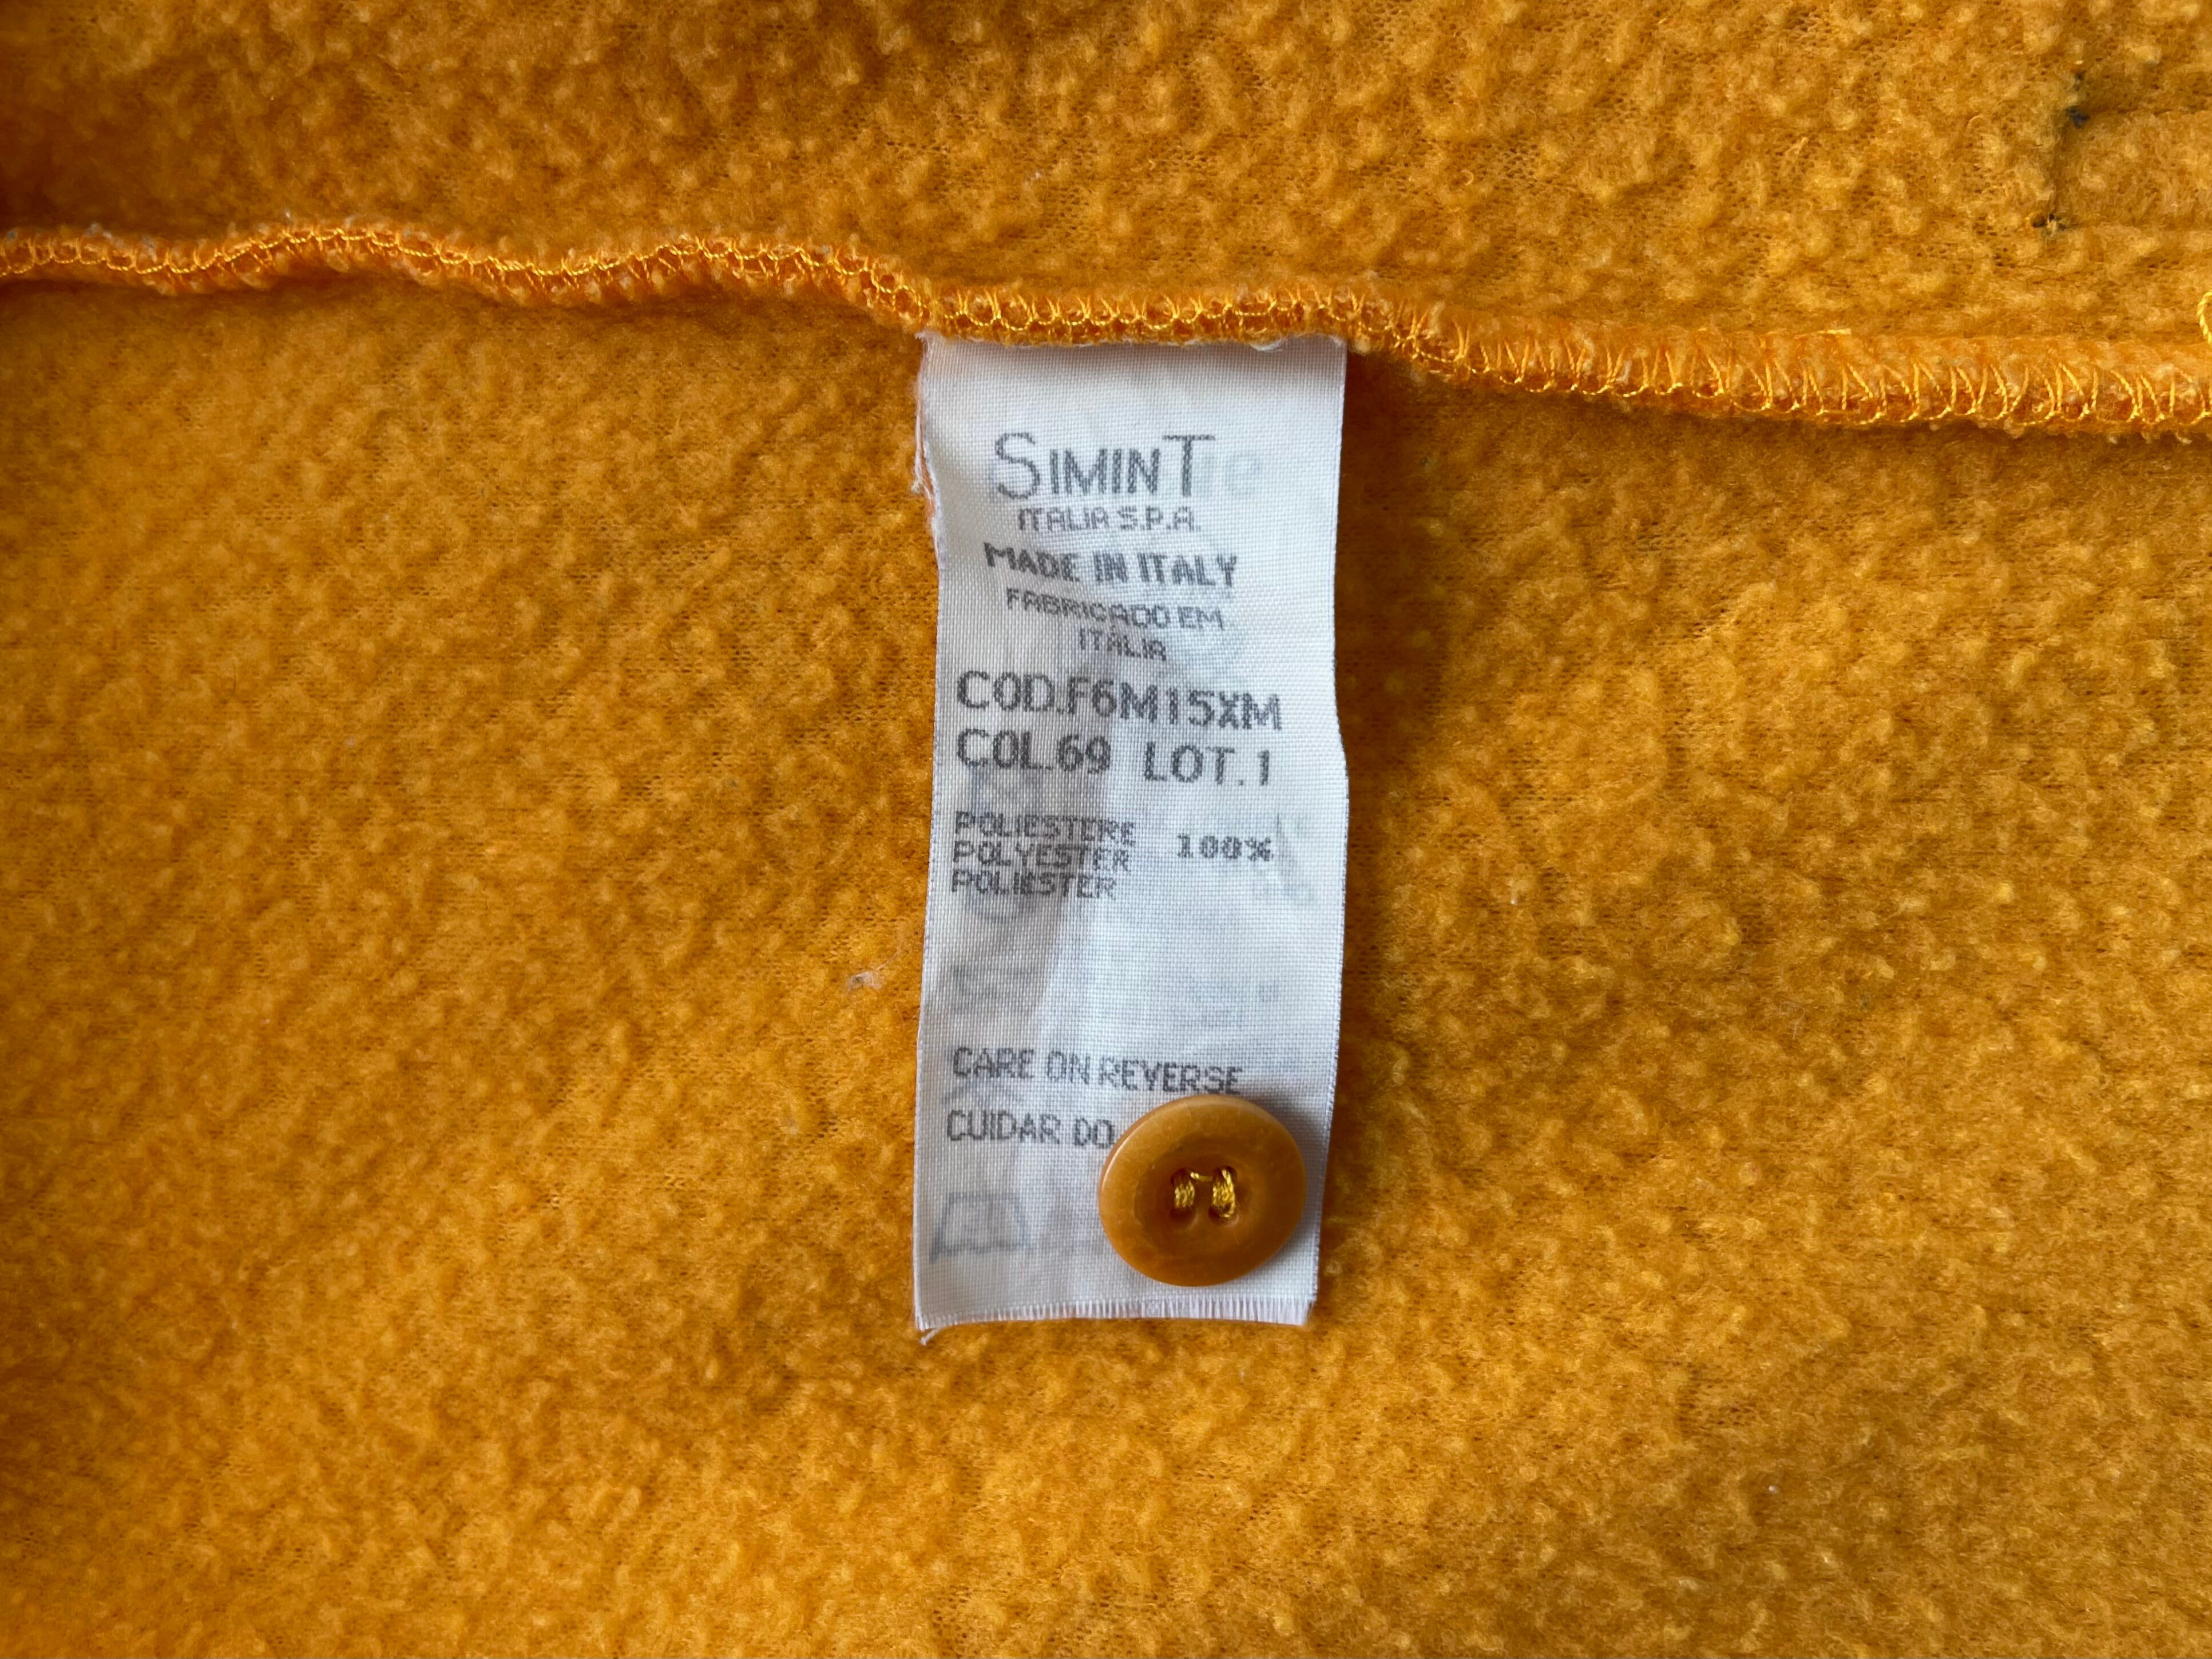 SIMINT
ITALIA S.P.A.
MADE IN ITALY
FABRICADO EM
ITÁLIA
COD.F6M15XM
COL.69 LOT.1
POLIESTERE
POLYESTER 100%
POLIESTER
CARE ON REVERSE
CUIDAR DO